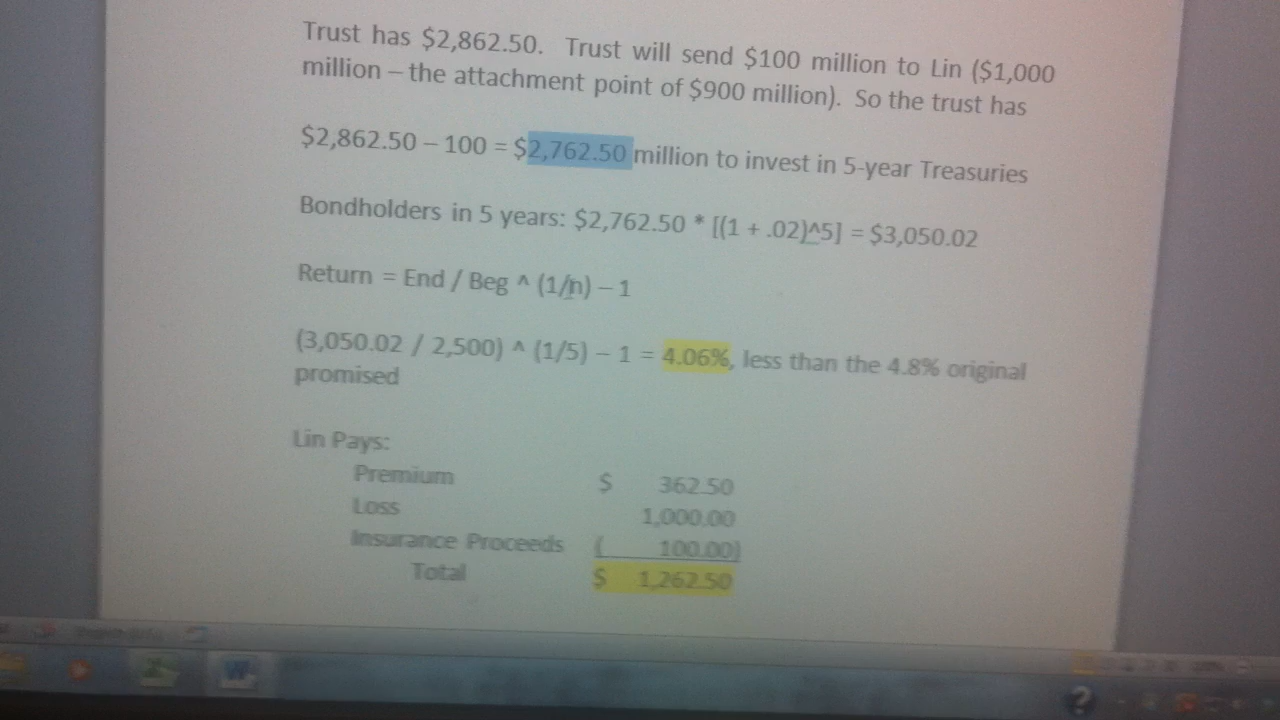 Trust has $2,862.50. Trust will send $100 million to Lin ($1,000
million – the attachment point of $900 million). So the trust has
$2,862.50 – 100 = $2,762.50 million to invest in 5-year Treasuries
Bondholders in 5 years: $2,762.50 * [(1 + .02)^5] = $3,050.02
Return = End / Beg ^ (1/n) – 1
(3,050.02 / 2,500) ^ (1/5) – 1 = 4.06%, less than the 4.8% original
promised
Lin Pays:
Premium $ 362.50
Loss 1,000.00
Insurance Proceeds ( 100.00)
Total $ 1,262.50